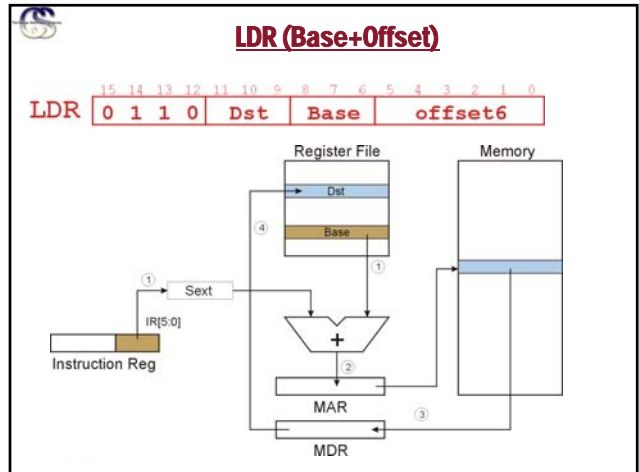 LDR (Base+Offset)
15 14 13 12 11 10 9 8 7 6 5 4 3 2 1 0
LDR 0 1 1 0 Dst Base offset6
Register File
Memory
Dst
Base
4
1
1
Sext
IR[5:0]
+
Instruction Reg
2
MAR
3
MDR